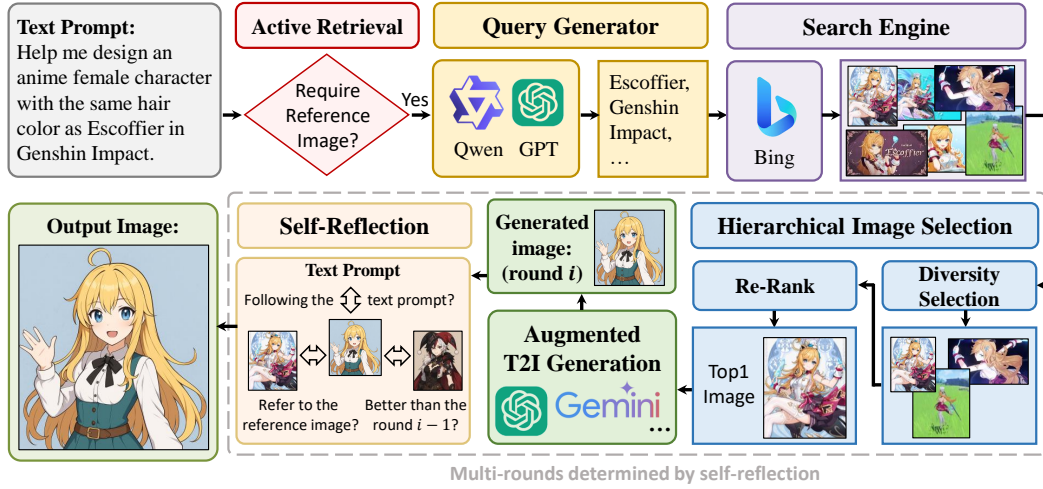 Text Prompt:
Help me design an
anime female character
with the same hair
color as Escoffier in
Genshin Impact.
Active Retrieval
Require
Reference
Image?
Yes
Query Generator
Qwen
GPT
Escoffier,
Genshin
Impact,
…
Search Engine
Bing
Escoffier
Output Image:
Self-Reflection
Text Prompt
Following the
text prompt?
Refer to the
reference image?
Better than the
round i − 1?
Generated
image:
(round i)
Augmented
T2I Generation
Gemini
...
Hierarchical Image Selection
Re-Rank
Top1
Image
Diversity
Selection
Multi-rounds determined by self-reflection